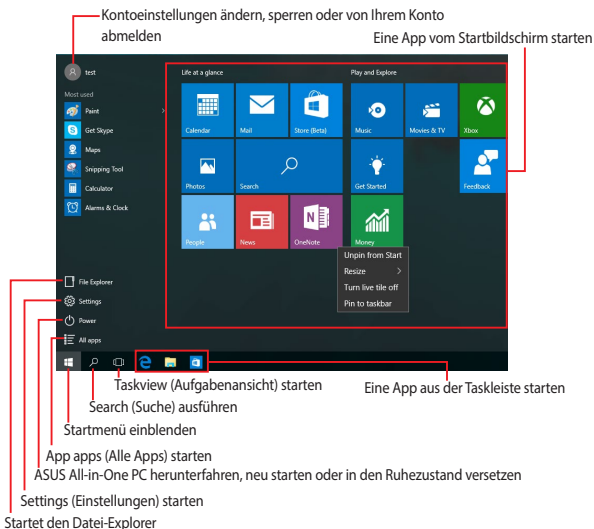 Kontoeinstellungen ändern, sperren oder von Ihrem Konto
abmelden
Eine App vom Startbildschirm starten
test
Life at a glance
Play and Explore
Most used
Paint
Get Skype
Maps
Snipping Tool
Calculator
Alarms & Clock
Calendar
Mail
Store (Beta)
Music
Movies & TV
Xbox
Photos
Search
Get Started
Feedback
People
News
OneNote
Money
Unpin from Start
Resize
Turn live tile off
Pin to taskbar
File Explorer
Settings
Power
All apps
Taskview (Aufgabenansicht) starten
Eine App aus der Taskleiste starten
Search (Suche) ausführen
Startmenü einblenden
App apps (Alle Apps) starten
ASUS All-in-One PC herunterfahren, neu starten oder in den Ruhezustand versetzen
Settings (Einstellungen) starten
Startet den Datei-Explorer